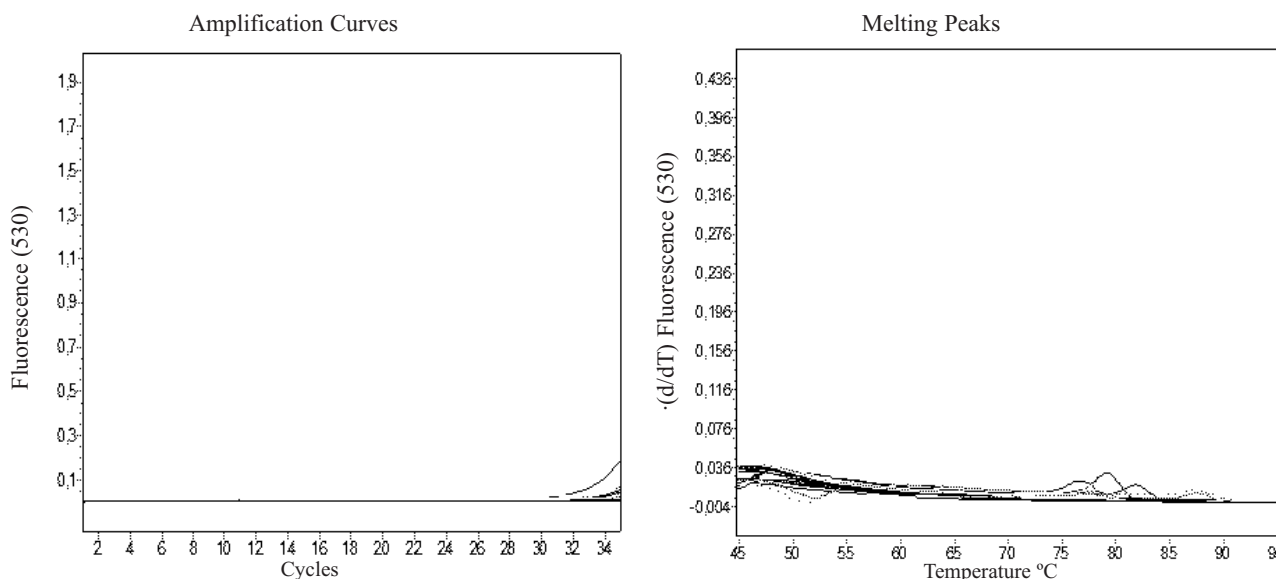 Amplification Curves
Fluorescence (530)
1,9
1,7
1,5
1,3
1,1
0,9
0,7
0,5
0,3
0,1
2 4 6 8 10 12 14 16 18 20 22 24 26 28 30 32 34
Cycles
Melting Peaks
-(d/dT) Fluorescence (530)
0,436
0,396
0,356
0,316
0,276
0,236
0,196
0,156
0,116
0,076
0,036
-0,004
45 50 55 60 65 70 75 80 85 90 95
Temperature ºC